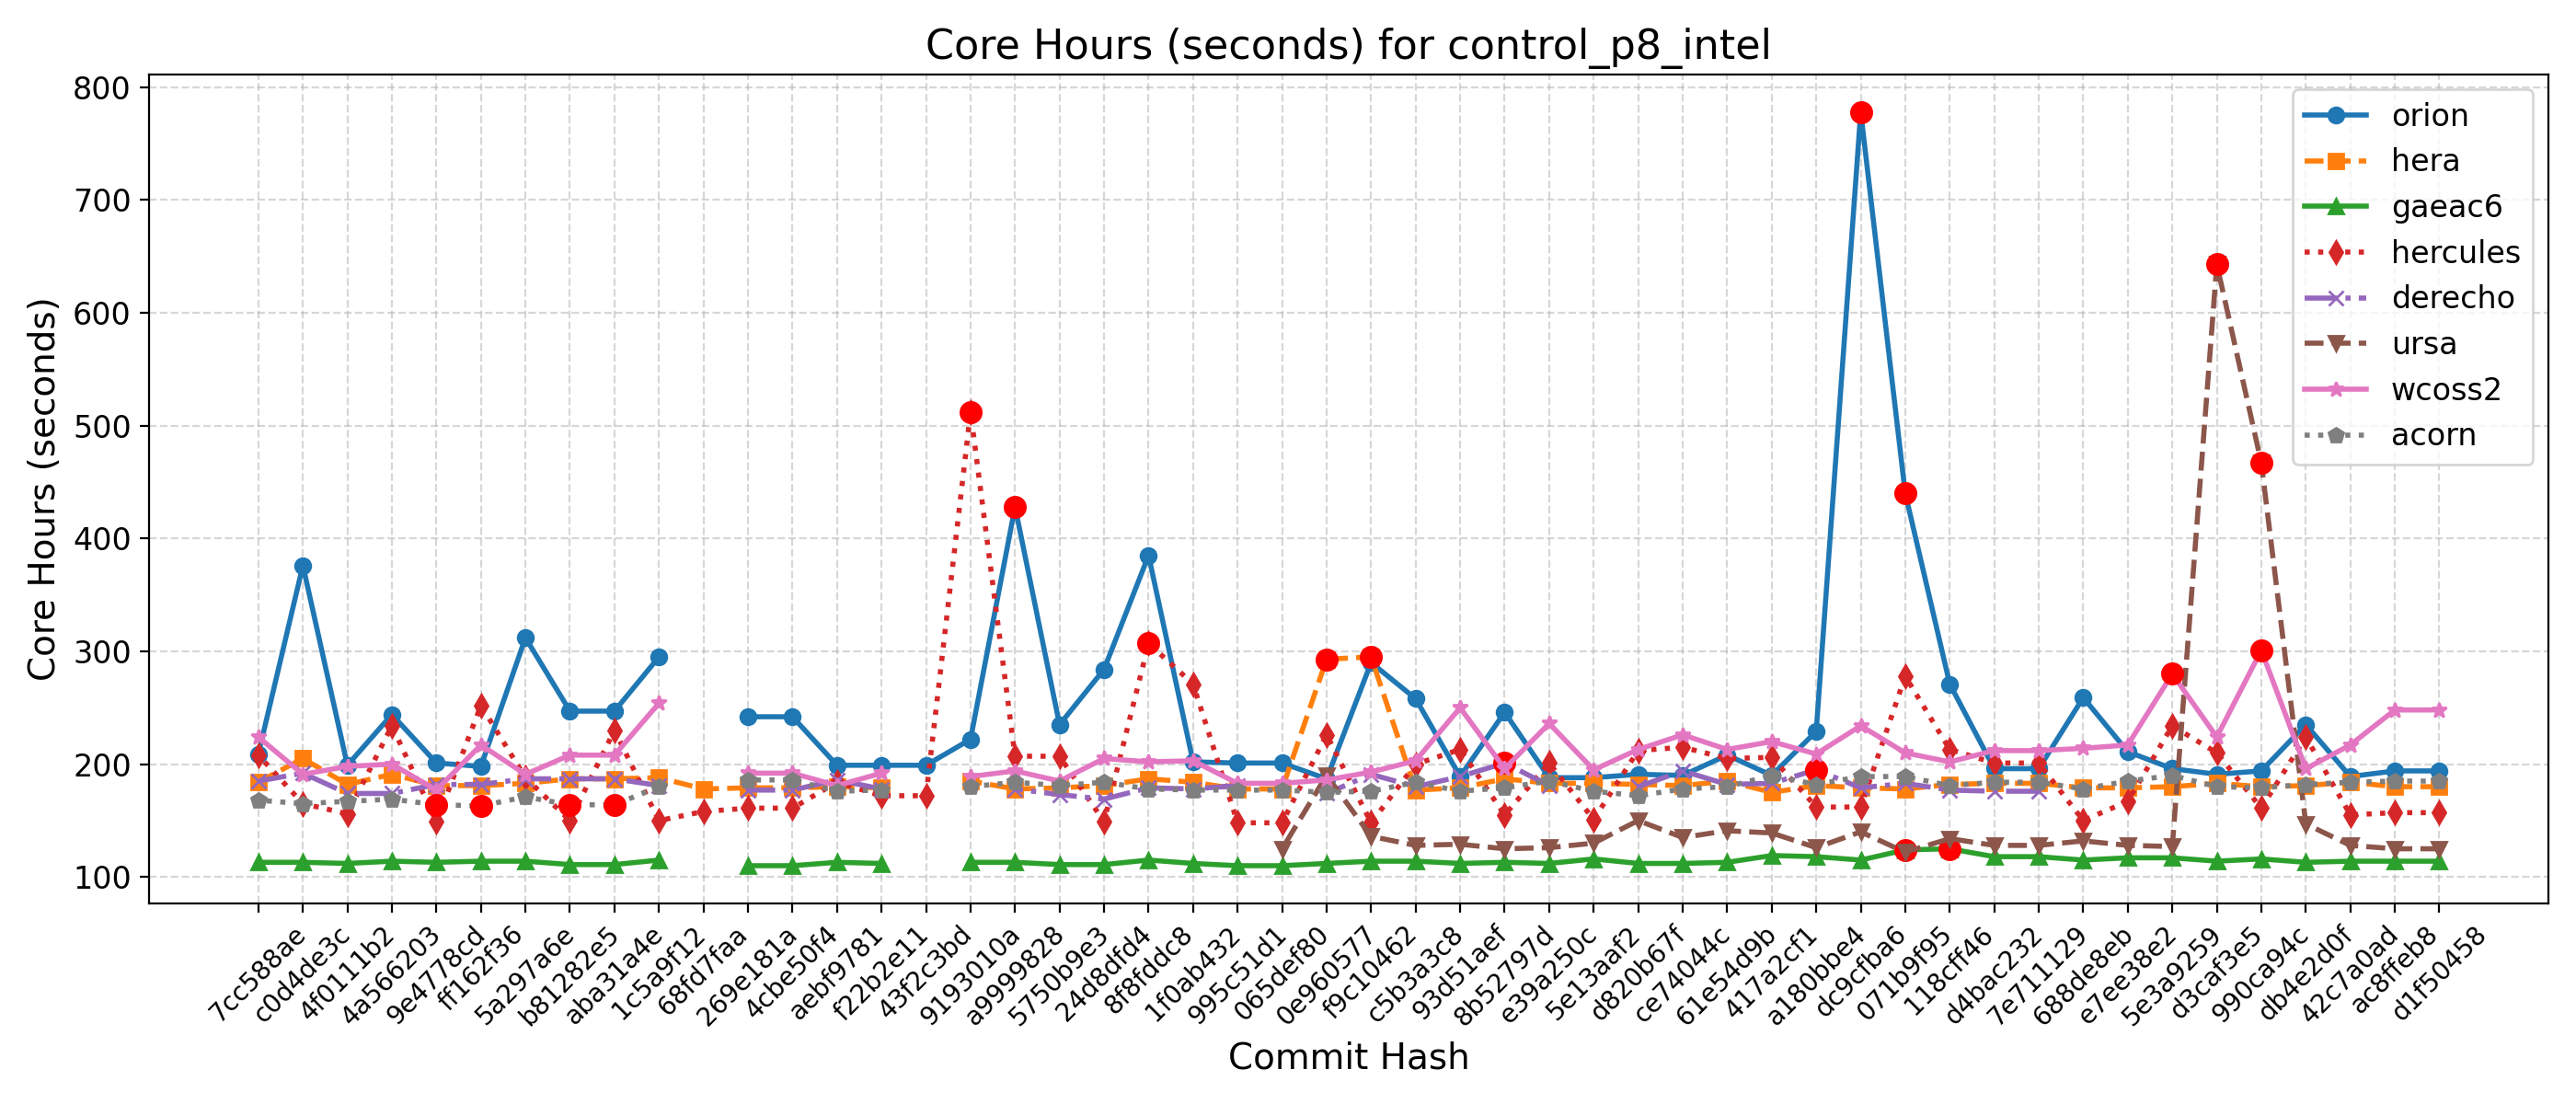 Core Hours (seconds) for control_p8_intel
Core Hours (seconds)
800
700
600
500
400
300
200
100
orion
hera
gaeac6
hercules
derecho
ursa
wcoss2
acorn
7cc588ae
c0d4de3c
4f0111b2
4a566203
9e4778cd
ff162f36
5a297a6e
b81282e5
aba31a4e
1c5a9f12
68fd7faa
269e181a
4cbe50f4
aebf9781
f22b2e11
43f2c3bd
9193010a
a9999828
5750b9e3
24d8dfd4
8f8fddc8
1f0ab432
995c51d1
065def80
0e960577
f9c10462
c5b3a3c8
93d51aef
8b52797d
e39a250c
5e13aaf2
d820b67f
ce74044c
61e54d9b
417a2cf1
a180bbe4
dc9cfba6
071b9f95
118cff46
d4bac232
7e711129
688de8eb
e7ee38e2
5e3a9259
d3caf3e5
990ca94c
db4e2d0f
42c7a0ad
ac8ffeb8
d1f50458
Commit Hash